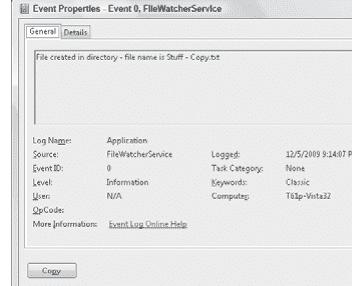 Event Properties - Event 0, FileWatcherService
General Details
File created in directory - file name is Stuff - Copy.txt
Log Name: Application
Source: FileWatcherService Logged: 12/5/2009 9:14:07 P
Event ID: 0 Task Category: None
Level: Information Keywords: Classic
User: N/A Computer: T61p-Vista32
OpCode:
More Information: Event Log Online Help
Copy